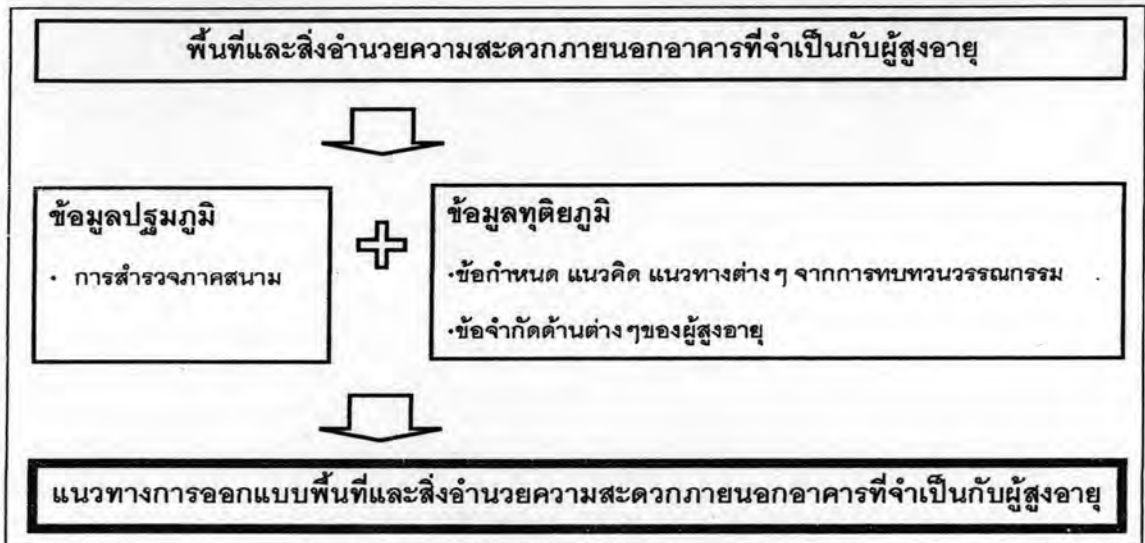 พื้นที่และสิ่งอำนวยความสะดวกภายนอกอาคารที่จำเป็นกับผู้สูงอายุ
ข้อมูลปฐมภูมิ
· การสำรวจภาคสนาม
ข้อมูลทุติยภูมิ
·ข้อกำหนด แนวคิด แนวทางต่างๆ จากการทบทวนวรรณกรรม
·ข้อจำกัดด้านต่างๆของผู้สูงอายุ
แนวทางการออกแบบพื้นที่และสิ่งอำนวยความสะดวกภายนอกอาคารที่จำเป็นกับผู้สูงอายุ